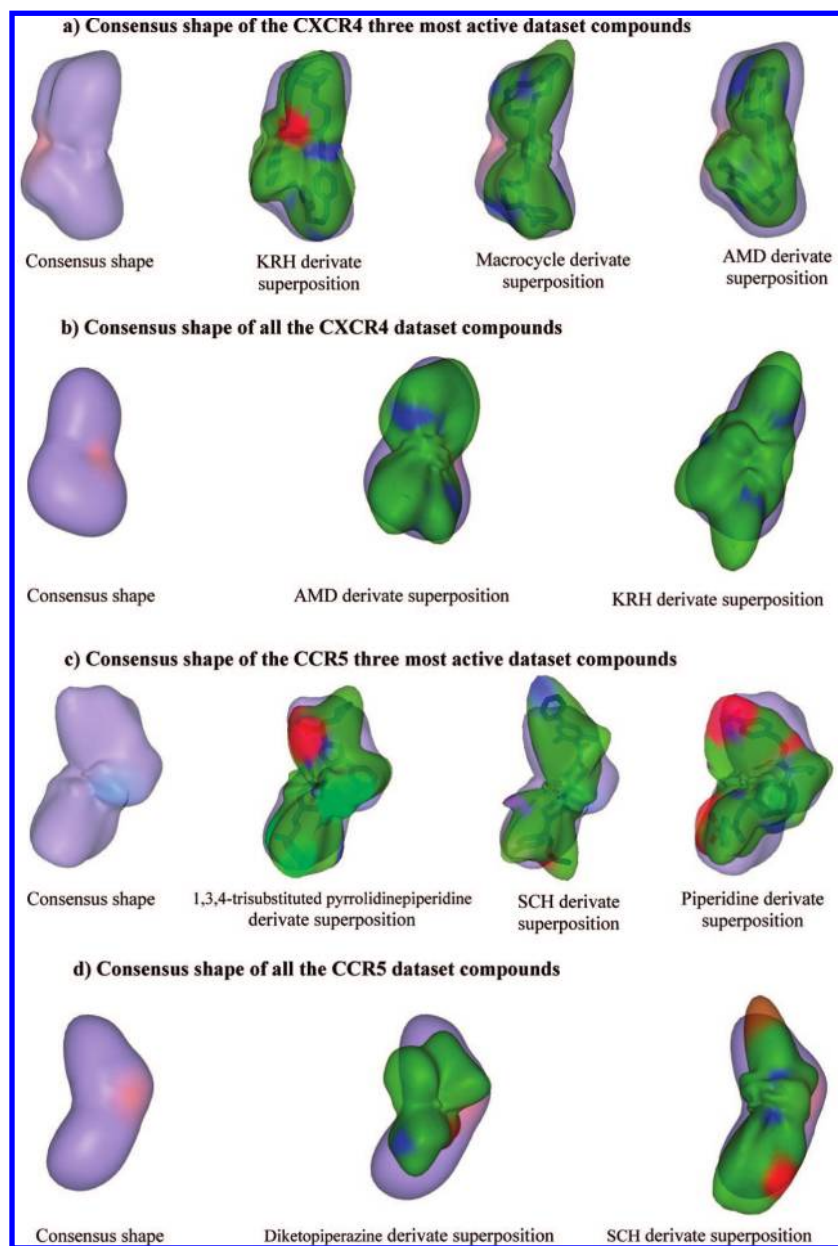 a) Consensus shape of the CXCR4 three most active dataset compounds
Consensus shape
KRH derivate
superposition
Macrocycle derivate
superposition
AMD derivate
superposition
b) Consensus shape of all the CXCR4 dataset compounds
Consensus shape
AMD derivate superposition
KRH derivate superposition
c) Consensus shape of the CCR5 three most active dataset compounds
Consensus shape
1,3,4-trisubstituted pyrrolidinepiperidine
derivate superposition
SCH derivate
superposition
Piperidine derivate
superposition
d) Consensus shape of all the CCR5 dataset compounds
Consensus shape
Diketopiperazine derivate superposition
SCH derivate superposition